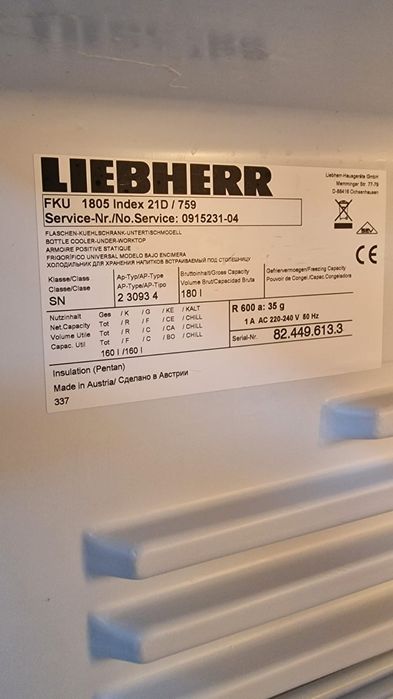 LIEBHERR
Liebherr-Hausgeräte GmbH
Memminger Str. 77-79
D-88416 Ochsenhausen
FKU 1805 Index 21D / 759
Service-Nr./No.Service: 0915231-04
FLASCHEN-KUEHLSCHRANK-UNTERTISCHMODELL
BOTTLE COOLER-UNDER-WORKTOP
ARMOIRE POSITIVE STATIQUE
FRIGORÍFICO UNIVERSAL MODELO BAJO ENCIMERA
ХОЛОДИЛЬНИК ДЛЯ ХРАНЕНИЯ НАПИТКОВ ВСТРАИВАЕМЫЙ ПОД СТОЛЕШНИЦУ
CE
Klasse/Class
Classe/Clase
SN
Ap-Typ/AP-Type
AP-Type/AP-Tipo
2 3093 4
Bruttoinhalt/Gross Capacity
Volume Brut/Capacidad Bruta
180 l
Gefriervermoegen/Freezing Capacity
Pouvoir de Congel./Capac.Congeladora
Nutzinhalt Ges / K / G / KE / KALT
Net.Capacity Tot / R / F / CE / CHILL
Volume Utile Tot / R / C / CA / CHILL
Capac. Util Tot / F / C / BO / CHILL
160 l /160 l
R 600 a: 35 g
1 A AC 220-240 V 50 Hz
Serial-Nr. 82.449.613.3
Insulation (Pentan)
Made in Austria/ Сделано в Австрии
337